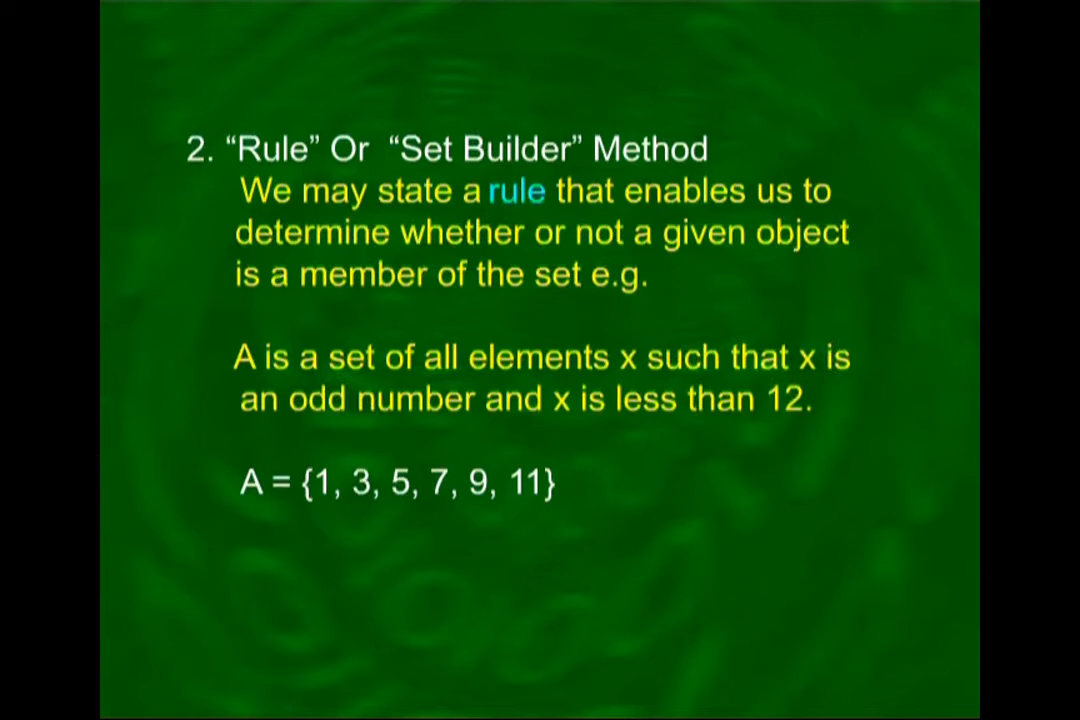 2. “Rule” Or “Set Builder” Method
We may state a rule that enables us to
determine whether or not a given object
is a member of the set e.g.
A is a set of all elements x such that x is
an odd number and x is less than 12.
A = {1, 3, 5, 7, 9, 11}